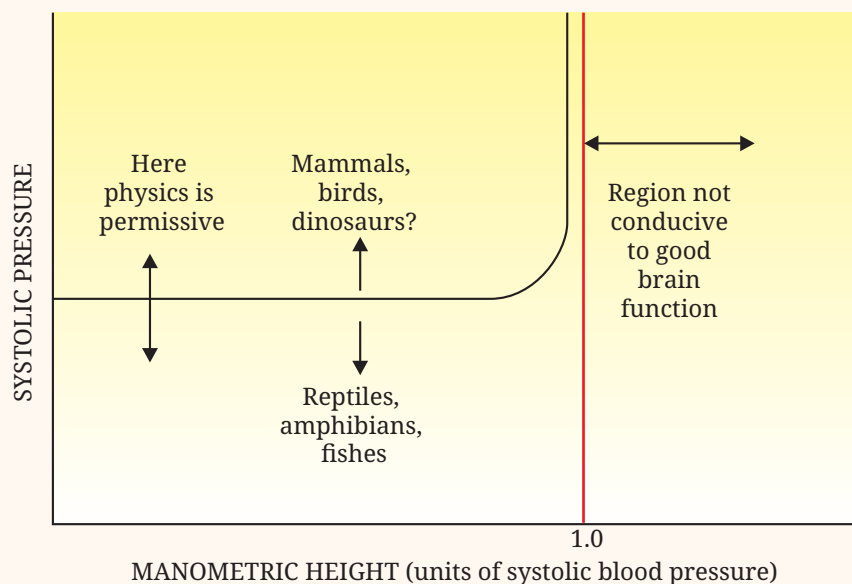 SYSTOLIC PRESSURE
Here
physics is
permissive
Mammals,
birds,
dinosaurs?
Region not
conducive
to good
brain
function
Reptiles,
amphibians,
fishes
1.0
MANOMETRIC HEIGHT (units of systolic blood pressure)